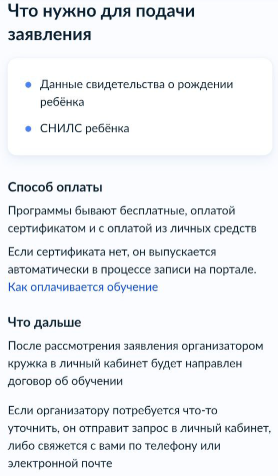 Что нужно для подачи
заявления
Данные свидетельства о рождении
ребёнка
СНИЛС ребёнка
Способ оплаты
Программы бывают бесплатные, оплатой
сертификатом и с оплатой из личных средств
Если сертификата нет, он выпускается
автоматически в процессе записи на портале.
Как оплачивается обучение
Что дальше
После рассмотрения заявления организатором
кружка в личный кабинет будет направлен
договор об обучении
Если организатору потребуется что-то
уточнить, он отправит запрос в личный кабинет,
либо свяжется с вами по телефону или
электронной почте